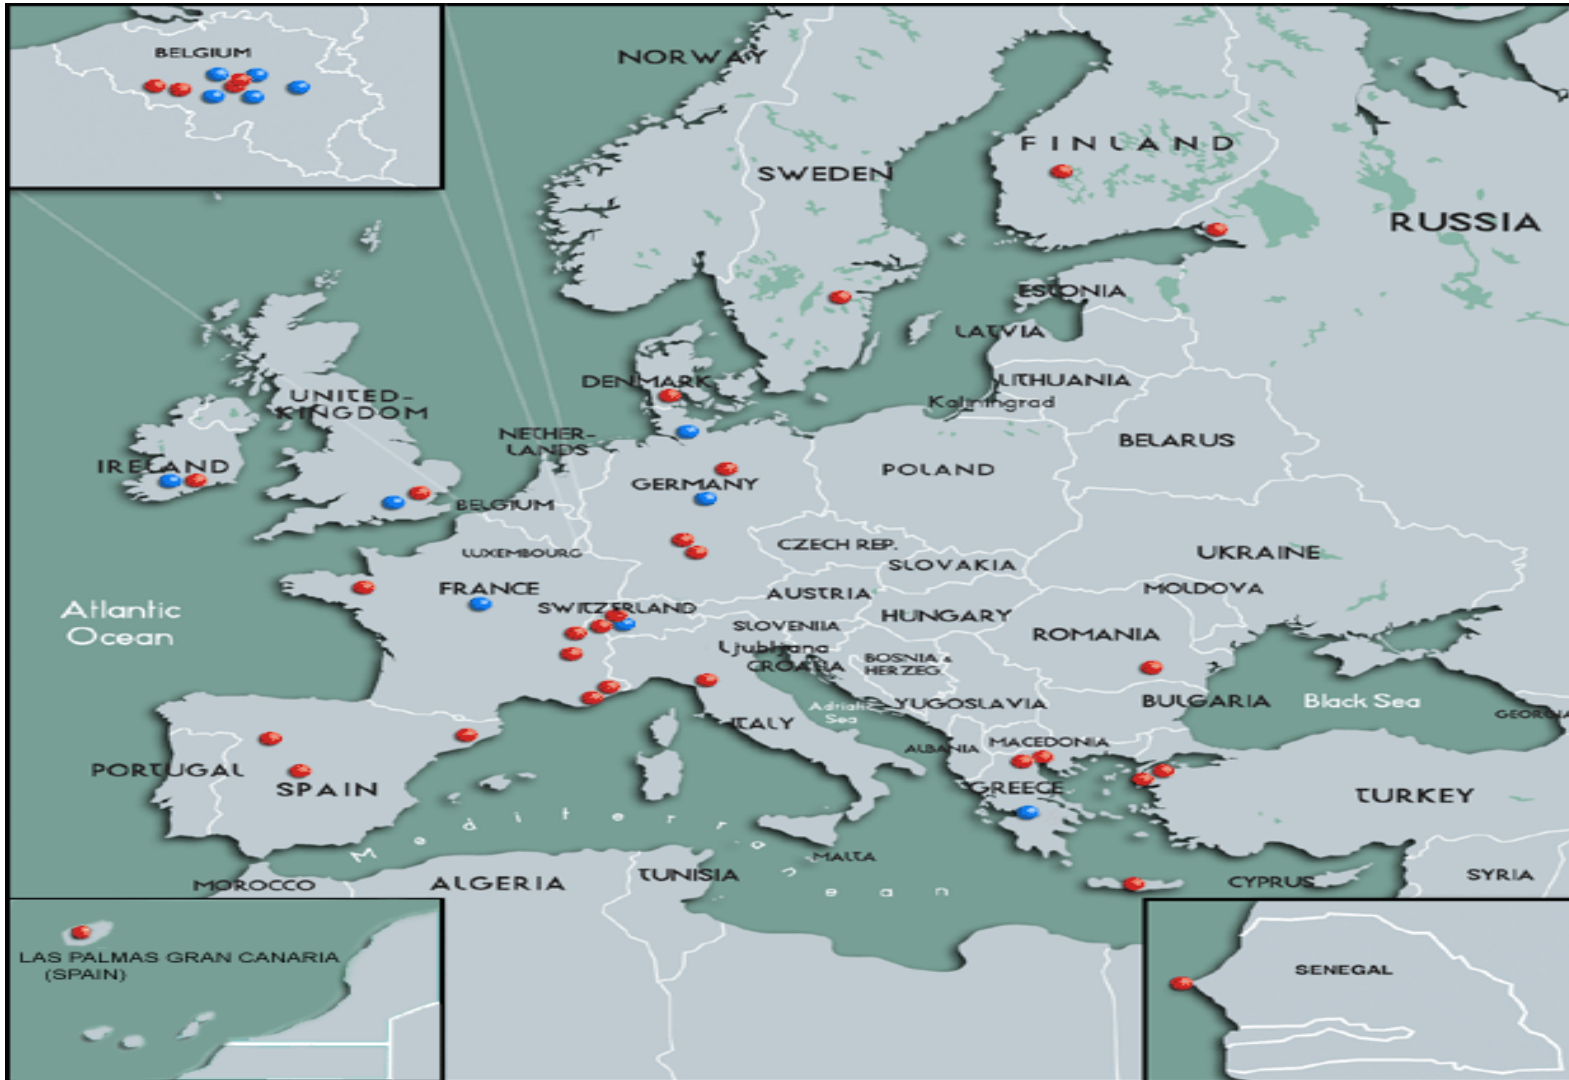 BELGIUM
NORWAY
FINLAND
SWEDEN
RUSSIA
ESTONIA
LATVIA
DENMARK
LITHUANIA
Kaliningrad
UNITED-
KINGDOM
NETHER-
LANDS
BELARUS
IRELAND
POLAND
GERMANY
BELGIUM
CZECH REP.
UKRAINE
LUXEMBOURG
SLOVAKIA
FRANCE
MOLDOVA
AUSTRIA
Atlantic
Ocean
SWITZERLAND
HUNGARY
SLOVENIIA
ROMANIA
Ljubljana
CROATIA
BOSNIA &
HERZEG
YUGOSLAVIA
BULGARIA
Black Sea
GEORGIA
Adriatic
Sea
ITALY
ALBANIA
MACEDONIA
PORTUGAL
SPAIN
GREECE
TURKEY
Mediterranean
MALTA
MOROCCO
ALGERIA
TUNISIA
CYPRUS
SYRIA
LAS PALMAS GRAN CANARIA
(SPAIN)
SENEGAL